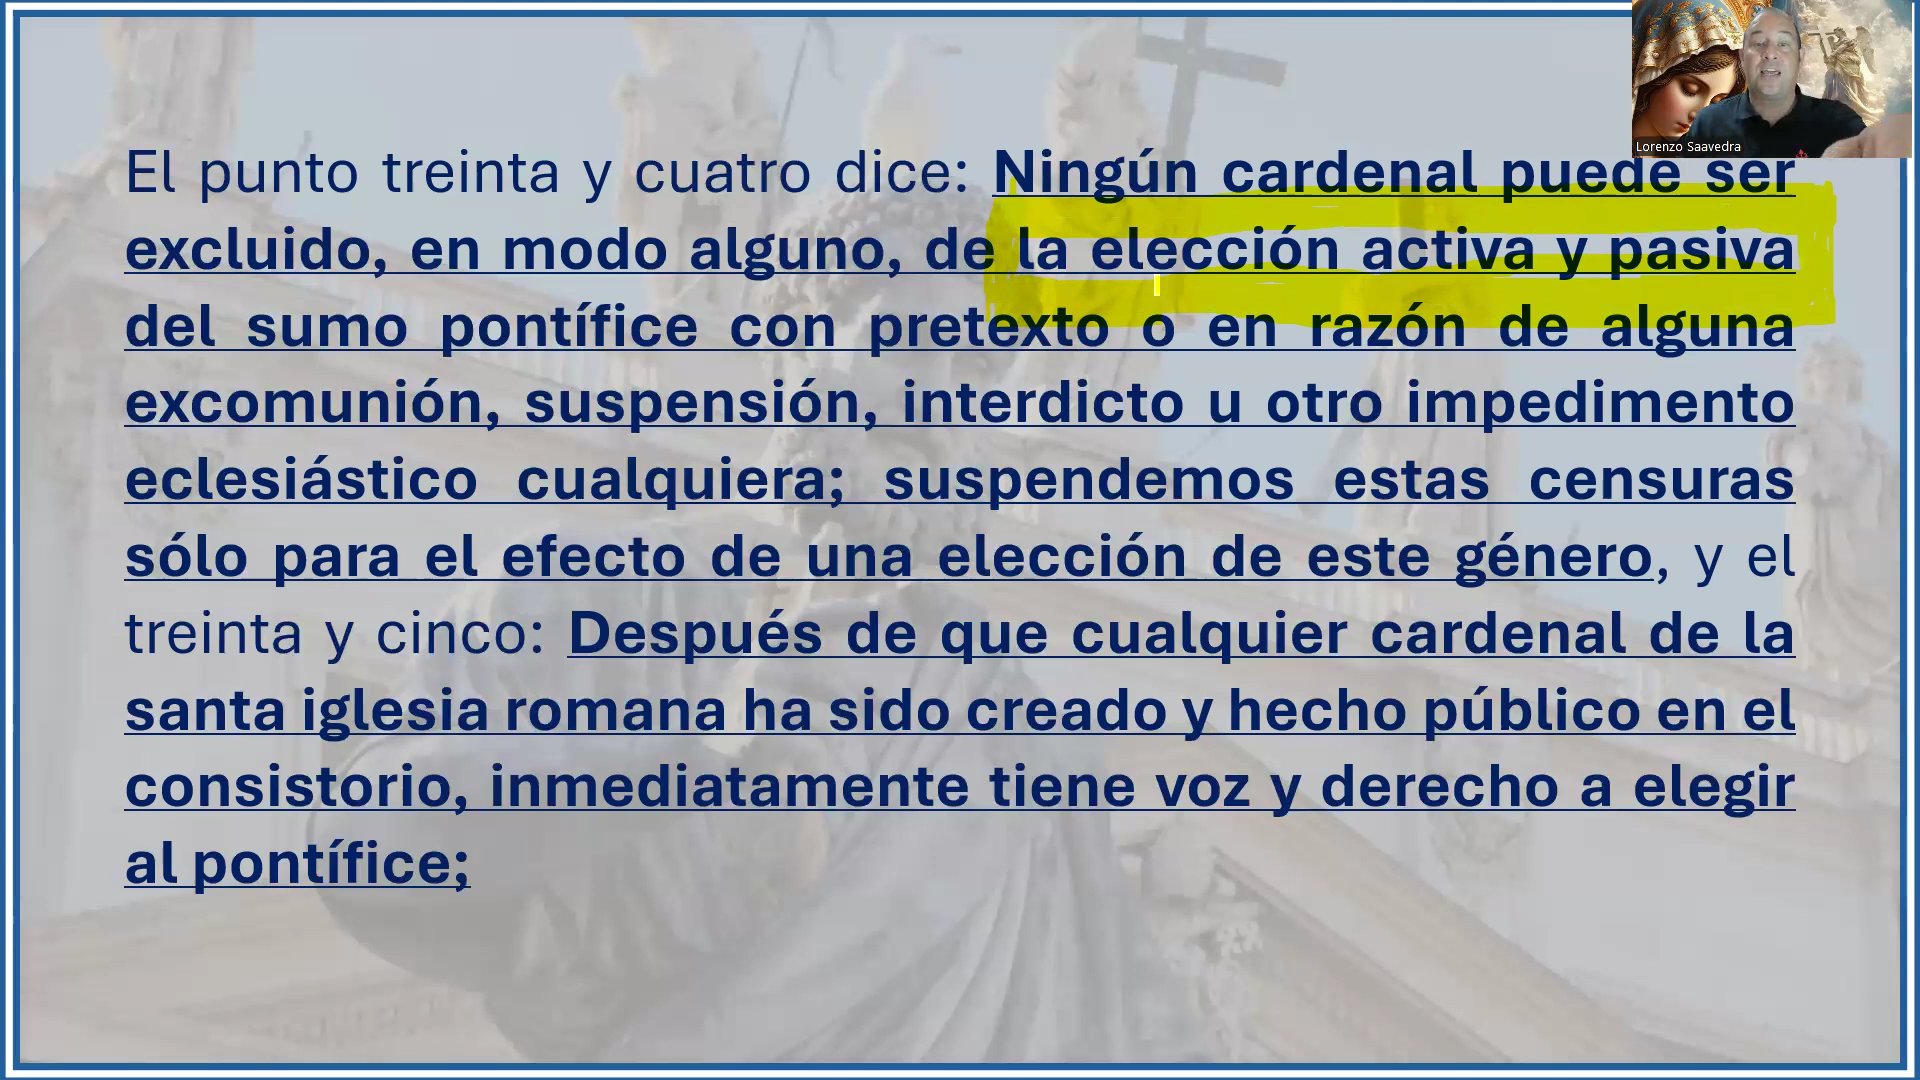 Lorenzo Saavedra
El punto treinta y cuatro dice: Ningún cardenal puede ser
excluido, en modo alguno, de la elección activa y pasiva
del sumo pontífice con pretexto o en razón de alguna
excomunión, suspensión, interdicto u otro impedimento
eclesiástico cualquiera; suspendemos estas censuras
sólo para el efecto de una elección de este género, y el
treinta y cinco: Después de que cualquier cardenal de la
santa iglesia romana ha sido creado y hecho público en el
consistorio, inmediatamente tiene voz y derecho a elegir
al pontífice;